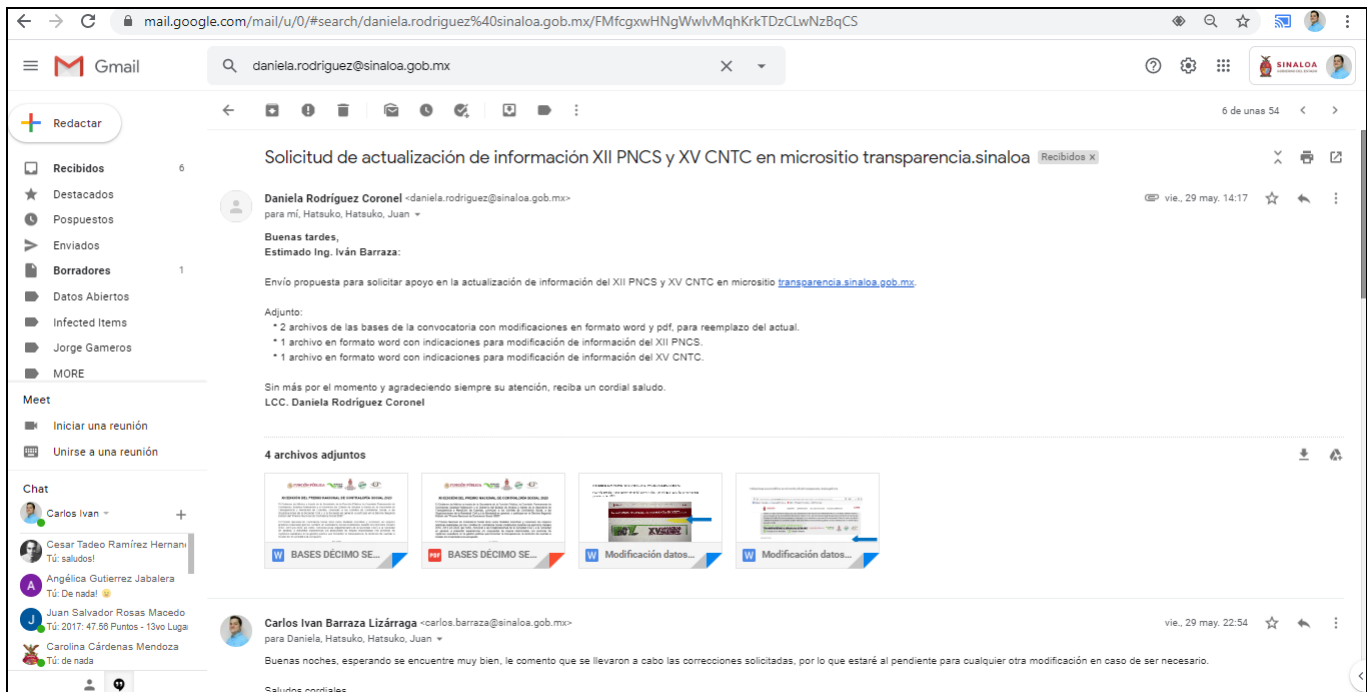 mail.google.com/mail/u/0/#search/daniela.rodriguez%40sinaloa.gob.mx/FMfcgxwHNgWwlvMqhKrkTDzCLwNzBqCS
Gmail
daniela.rodriguez@sinaloa.gob.mx
SINALOA
Redactar
6 de unas 54
Recibidos 6
Destacados
Pospuestos
Enviados
Borradores 1
Datos Abiertos
Infected Items
Jorge Gameros
MORE
Meet
Iniciar una reunión
Unirse a una reunión
Chat
Carlos Ivan
Cesar Tadeo Ramírez Hernan
Tú: saludos!
Angélica Gutierrez Jabalera
Tú: De nada!
Juan Salvador Rosas Macedo
Tú: 2017: 47.56 Puntos - 13vo Lugar
Carolina Cárdenas Mendoza
Tú: de nada
Solicitud de actualización de información XII PNCS y XV CNTC en micrositio transparencia.sinaloa Recibidos x
Daniela Rodríguez Coronel <daniela.rodriguez@sinaloa.gob.mx> vie., 29 may. 14:17
para mí, Hatsuko, Hatsuko, Juan
Buenas tardes,
Estimado Ing. Iván Barraza:
Envío propuesta para solicitar apoyo en la actualización de información del XII PNCS y XV CNTC en micrositio transparencia.sinaloa.gob.mx.
Adjunto:
* 2 archivos de las bases de la convocatoria con modificaciones en formato word y pdf, para reemplazo del actual.
* 1 archivo en formato word con indicaciones para modificación de información del XII PNCS.
* 1 archivo en formato word con indicaciones para modificación de información del XV CNTC.
Sin más por el momento y agradeciendo siempre su atención, reciba un cordial saludo.
LCC. Daniela Rodríguez Coronel
4 archivos adjuntos
W BASES DÉCIMO SE...
PDF BASES DÉCIMO SE...
W Modificación datos...
W Modificación datos...
Carlos Ivan Barraza Lizárraga <carlos.barraza@sinaloa.gob.mx> vie., 29 may. 22:54
para Daniela, Hatsuko, Hatsuko, Juan
Buenas noches, esperando se encuentre muy bien, le comento que se llevaron a cabo las correcciones solicitadas, por lo que estaré al pendiente para cualquier otra modificación en caso de ser necesario.
Saludos cordiales